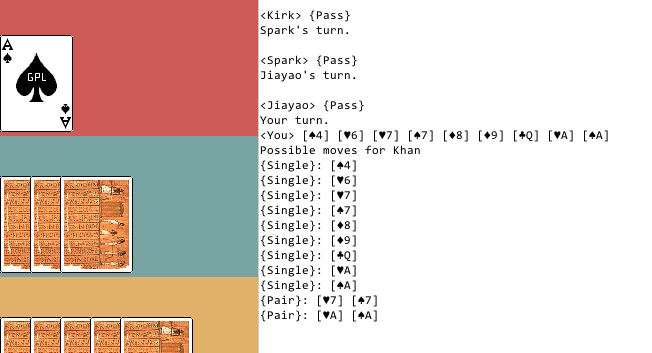 A
♠
GPL
♠
A
<Kirk> {Pass}
Spark's turn.
<Spark> {Pass}
Jiayao's turn.
<Jiayao> {Pass}
Your turn.
<You> [♠4] [♥6] [♥7] [♠7] [♦8] [♦9] [♣Q] [♥A] [♠A]
Possible moves for Khan
{Single}: [♠4]
{Single}: [♥6]
{Single}: [♥7]
{Single}: [♠7]
{Single}: [♦8]
{Single}: [♦9]
{Single}: [♣Q]
{Single}: [♥A]
{Single}: [♠A]
{Pair}: [♥7] [♠7]
{Pair}: [♥A] [♠A]